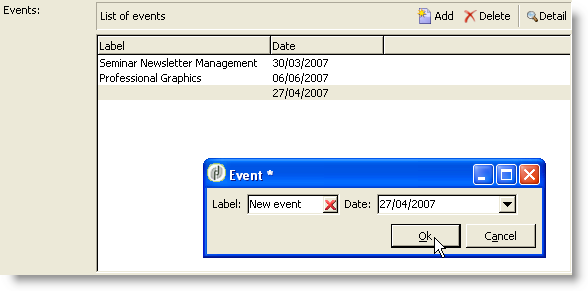 Events: List of events Add Delete Detail
Label Date
Seminar Newsletter Management 30/03/2007
Professional Graphics 06/06/2007
27/04/2007
Event *
Label: New event Date: 27/04/2007
Ok Cancel